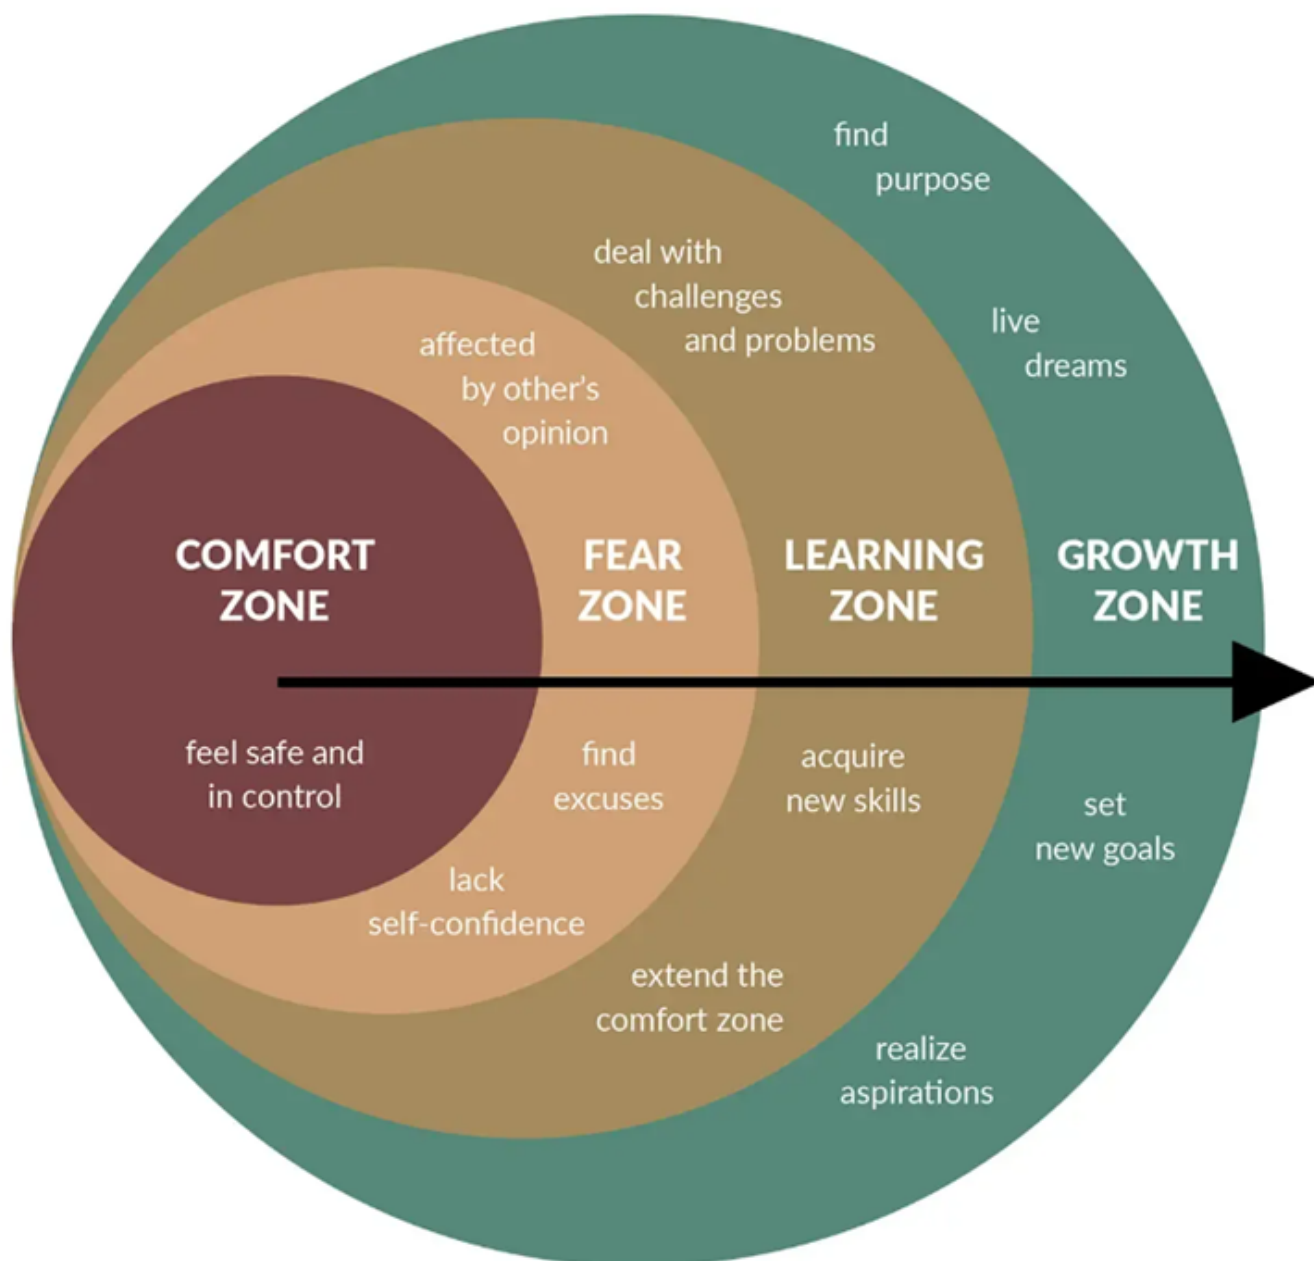 find
purpose
deal with
challenges
and problems
live
dreams
affected
by other's
opinion
COMFORT
ZONE
FEAR
ZONE
LEARNING
ZONE
GROWTH
ZONE
feel safe and
in control
find
excuses
acquire
new skills
set
new goals
lack
self-confidence
extend the
comfort zone
realize
aspirations